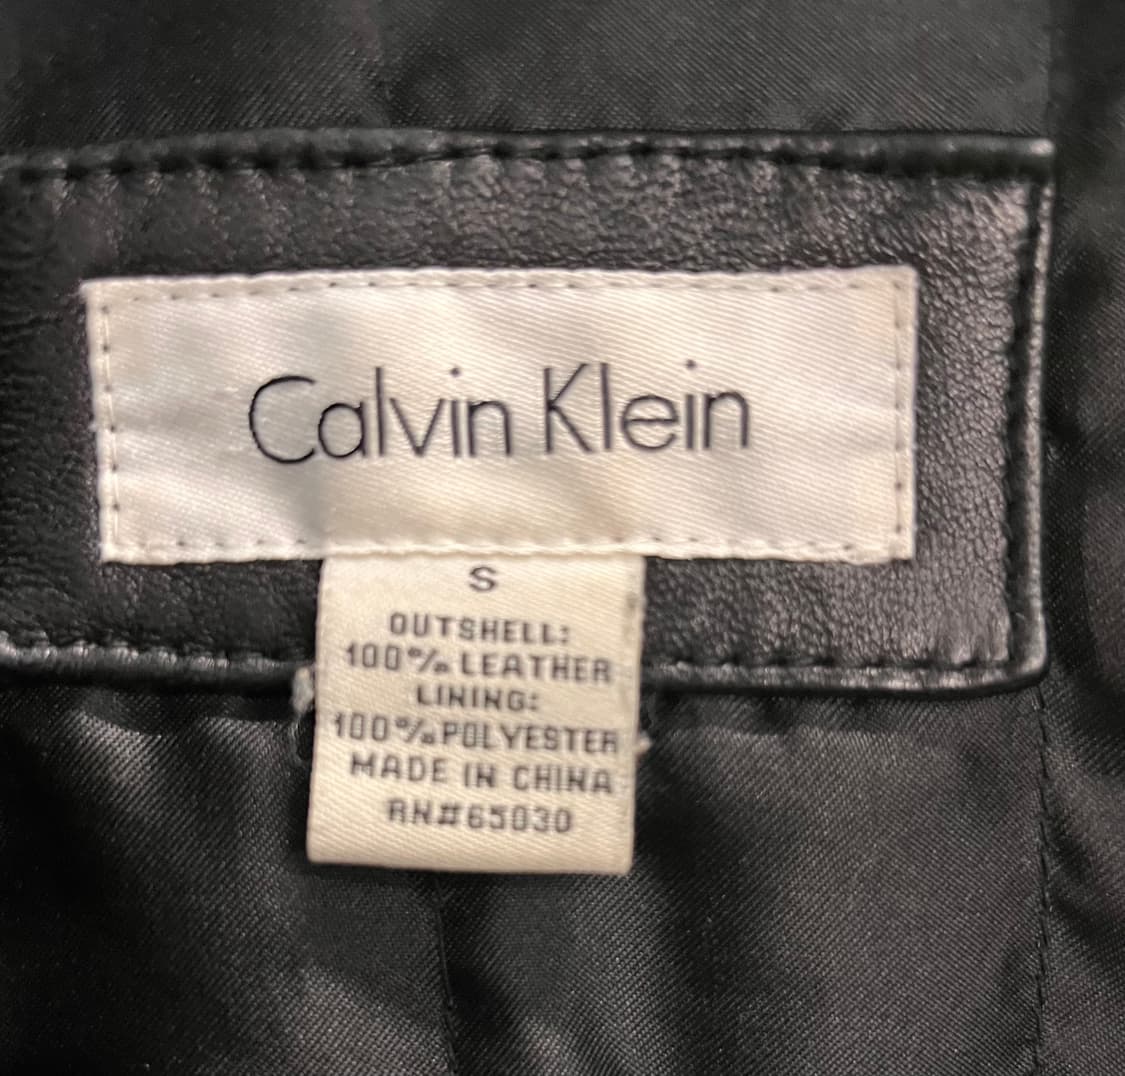 Calvin Klein
S
OUTSHELL:
100% LEATHER
LINING:
100% POLYESTER
MADE IN CHINA
RN#65030